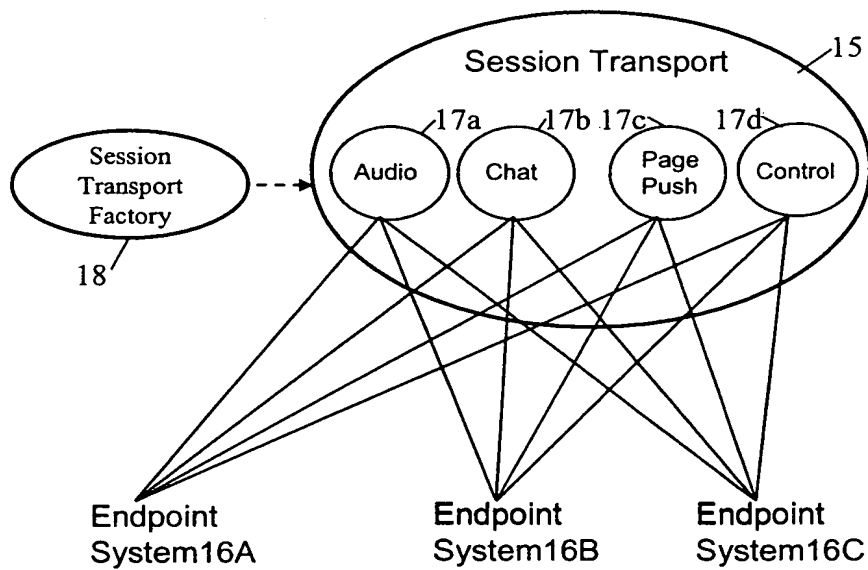 15
Session Transport
17a
17b
17c
17d
Audio
Chat
Page
Push
Control
Session
Transport
Factory
18
Endpoint
System16A
Endpoint
System16B
Endpoint
System16C